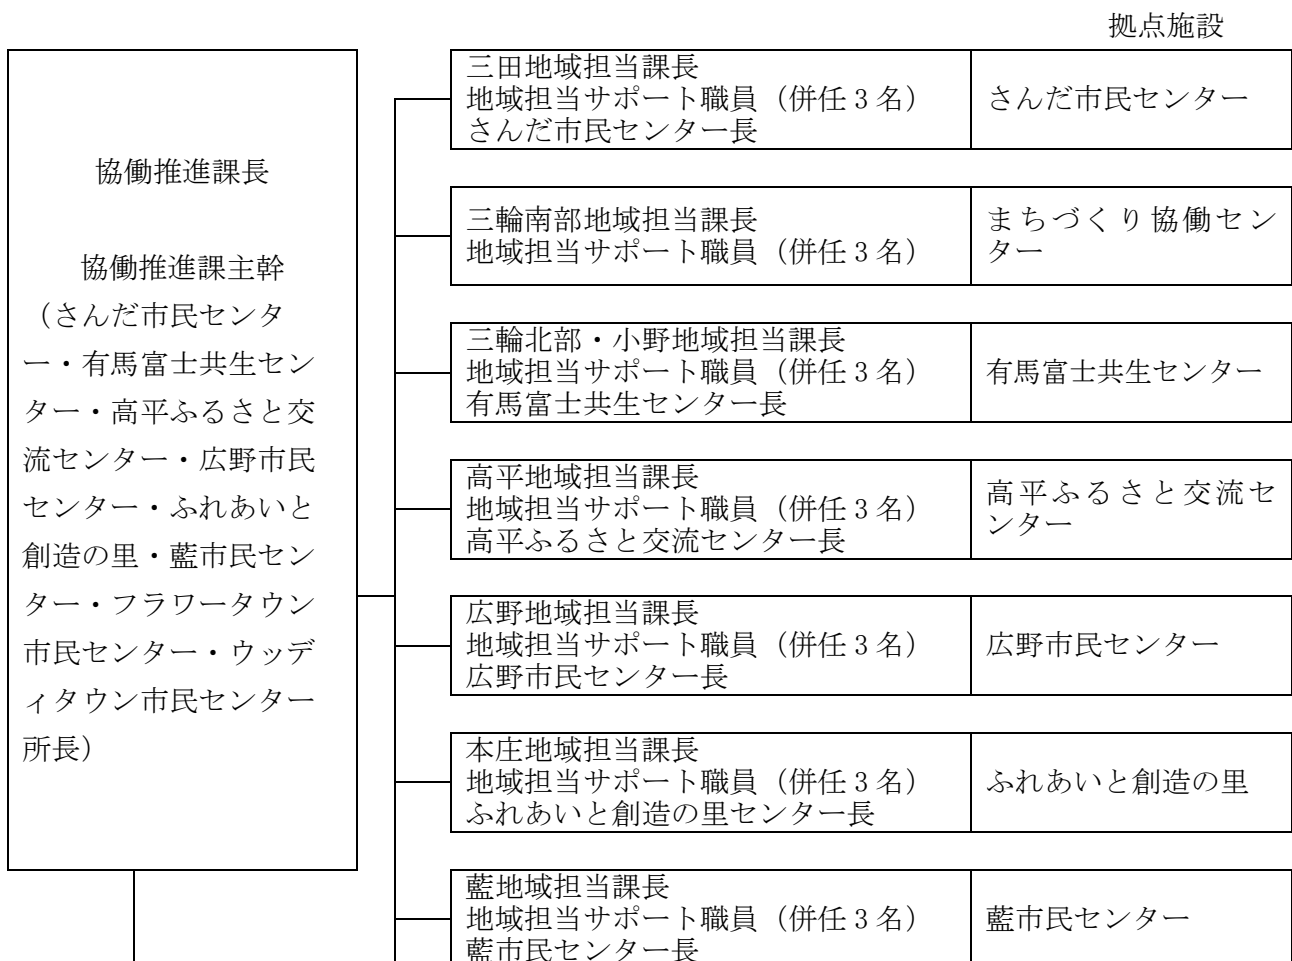 拠点施設
協働推進課長
協働推進課主幹
（さんだ市民センタ
ー・有馬富士共生セン
ター・高平ふるさと交
流センター・広野市民
センター・ふれあいと
創造の里・藍市民セン
ター・フラワータウン
市民センター・ウッデ
ィタウン市民センター
所長）
三田地域担当課長
地域担当サポート職員（併任３名）
さんだ市民センター長
さんだ市民センター
三輪南部地域担当課長
地域担当サポート職員（併任３名）
まちづくり協働セン
ター
三輪北部・小野地域担当課長
地域担当サポート職員（併任３名）
有馬富士共生センター長
有馬富士共生センター
高平地域担当課長
地域担当サポート職員（併任３名）
高平ふるさと交流センター長
高平ふるさと交流セ
ンター
広野地域担当課長
地域担当サポート職員（併任３名）
広野市民センター長
広野市民センター
本庄地域担当課長
地域担当サポート職員（併任３名）
ふれあいと創造の里センター長
ふれあいと創造の里
藍地域担当課長
地域担当サポート職員（併任３名）
藍市民センター長
藍市民センター